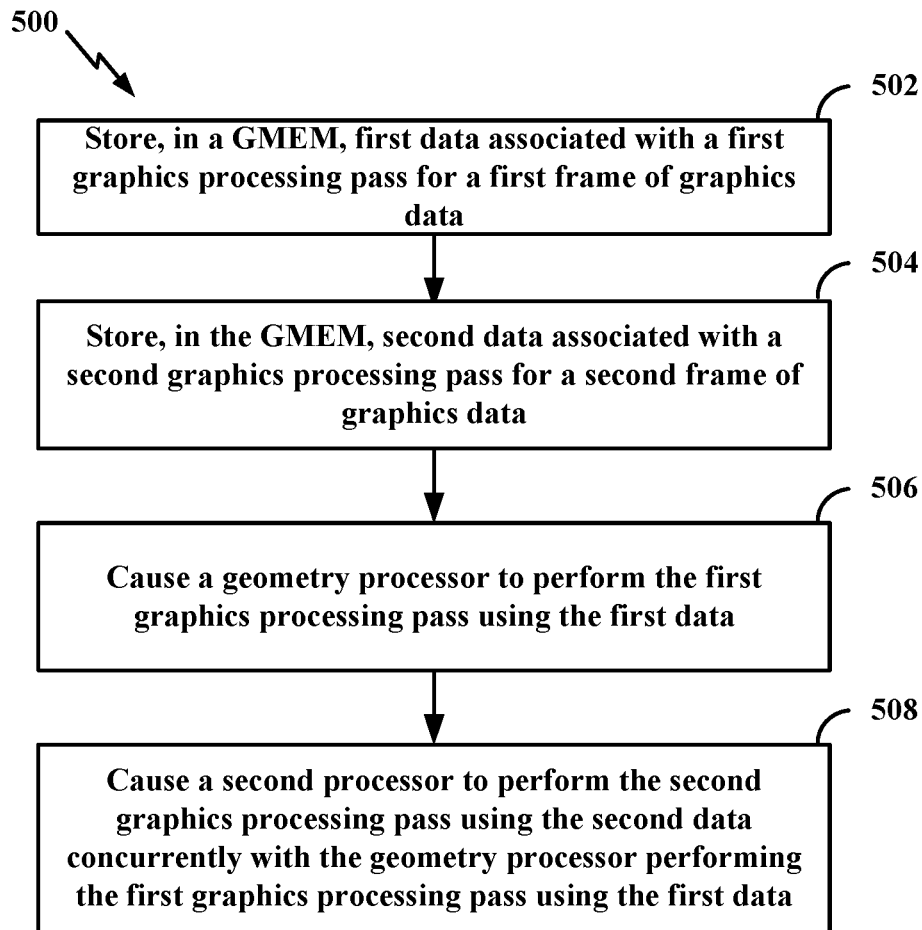 500
502
Store, in a GMEM, first data associated with a first
graphics processing pass for a first frame of graphics
data
504
Store, in the GMEM, second data associated with a
second graphics processing pass for a second frame of
graphics data
506
Cause a geometry processor to perform the first
graphics processing pass using the first data
508
Cause a second processor to perform the second
graphics processing pass using the second data
concurrently with the geometry processor performing
the first graphics processing pass using the first data